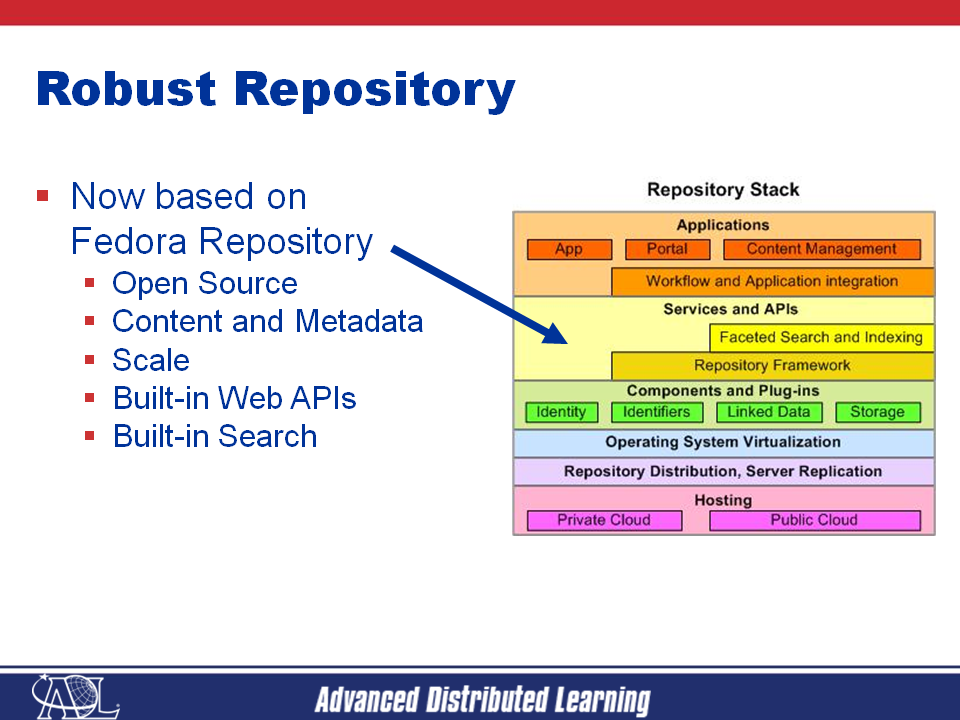 Robust Repository
Now based on
Fedora Repository
Open Source
Content and Metadata
Scale
Built-in Web APIs
Built-in Search
Repository Stack
Applications
App Portal Content Management
Workflow and Application integration
Services and APIs
Faceted Search and Indexing
Repository Framework
Components and Plug-ins
Identity Identifiers Linked Data Storage
Operating System Virtualization
Repository Distribution, Server Replication
Hosting
Private Cloud Public Cloud
ADL Advanced Distributed Learning